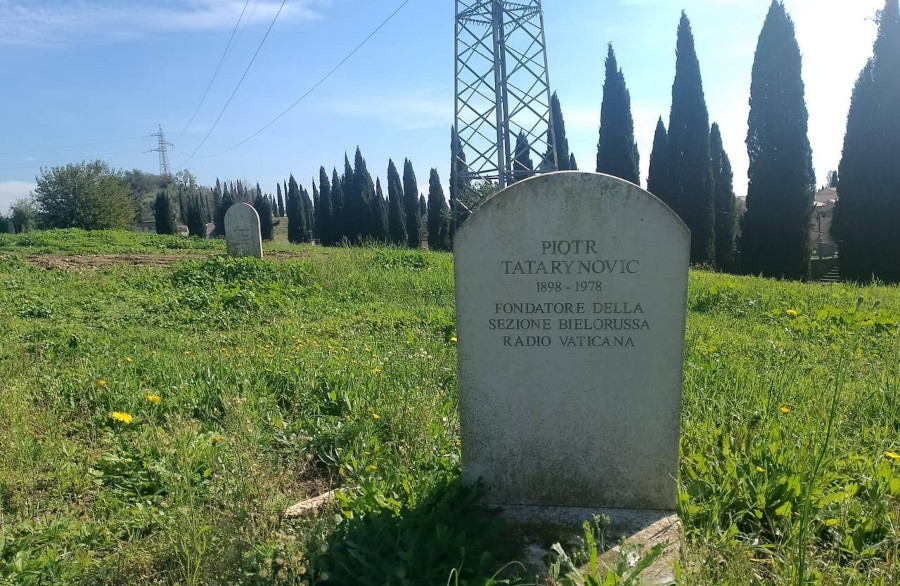 PIOTR
TATARYNOVIC
1898 - 1978
FONDATORE DELLA
SEZIONE BIELORUSSA
RADIO VATICANA